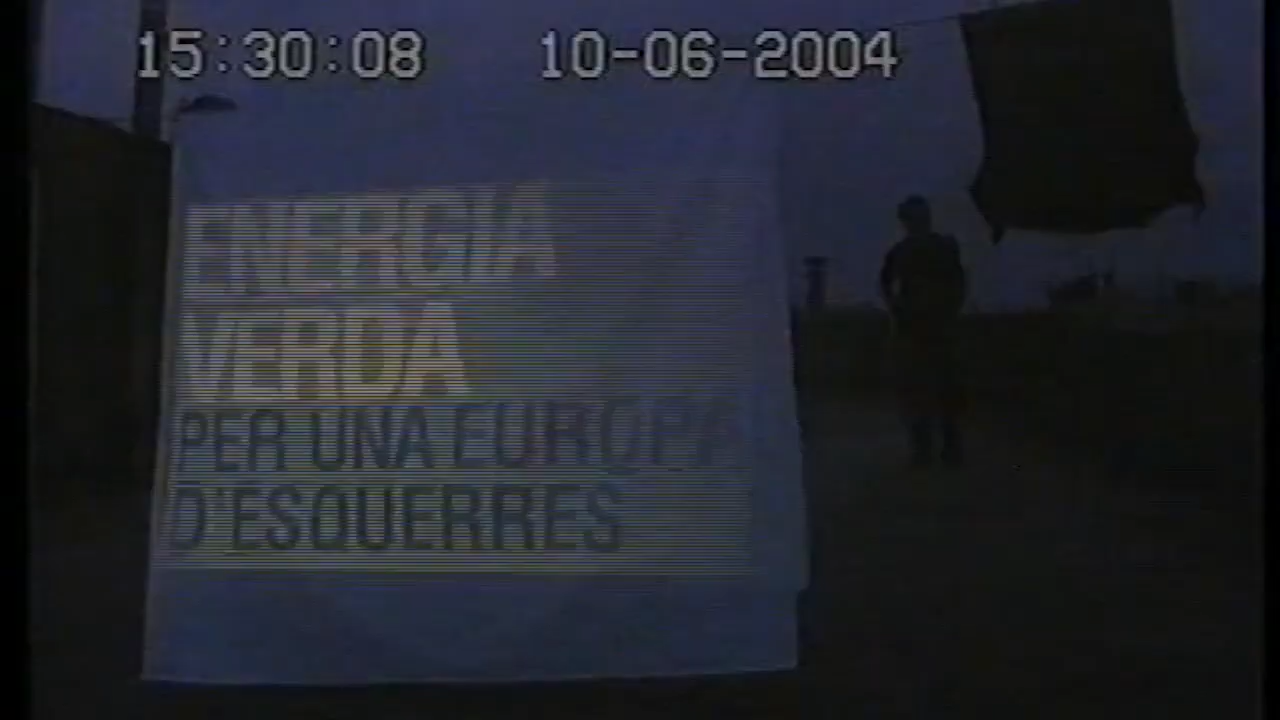 15:30:08 10-06-2004
ENERGIA
VERDA
PER UNA EUROPA
D'ESQUERRES